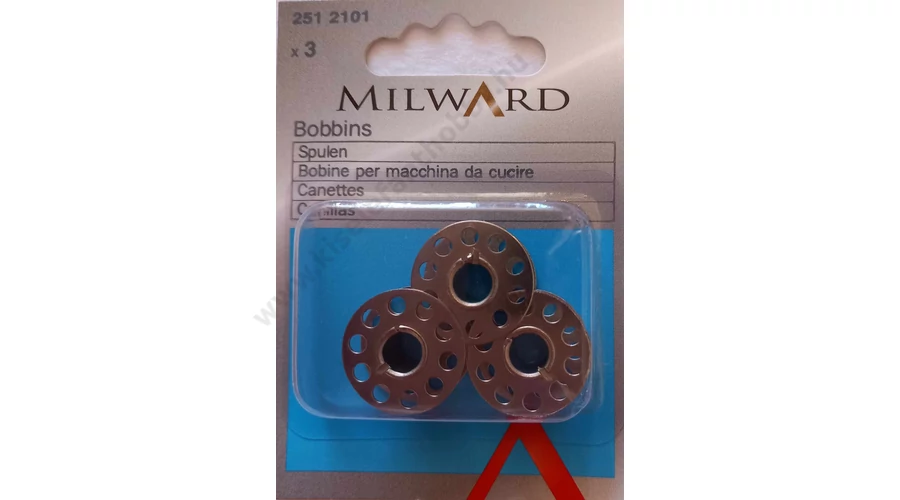 251 2101
x 3
MILWARD
Bobbins
Spulen
Bobine per macchina da cucire
Canettes